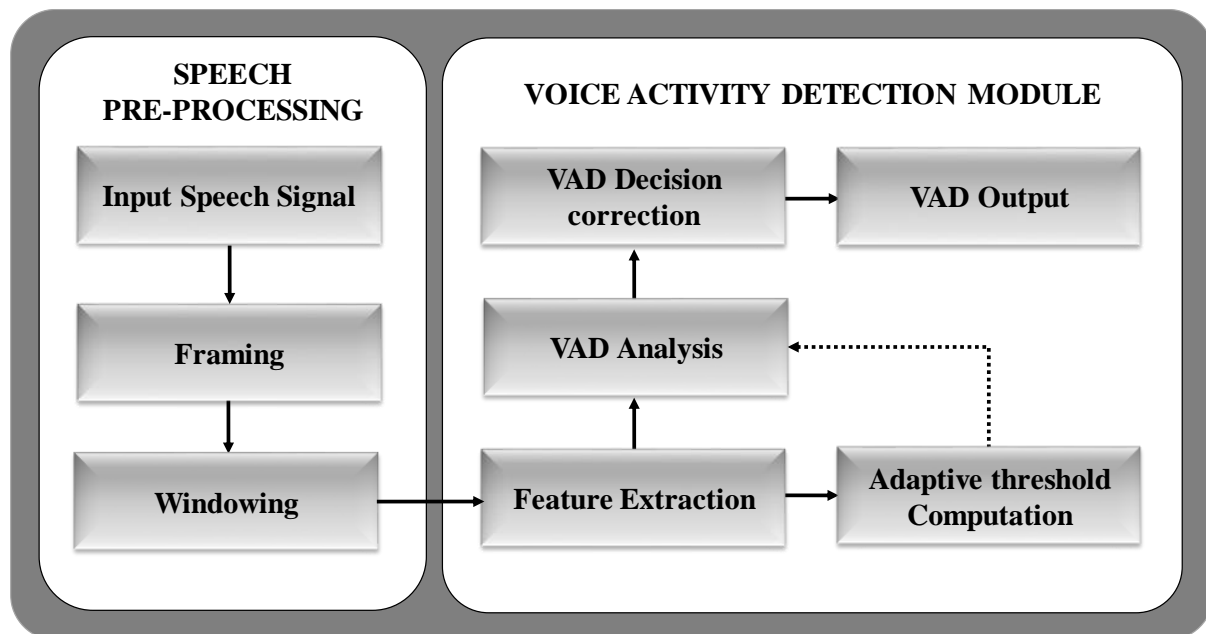 SPEECH
PRE-PROCESSING
Input Speech Signal
Framing
Windowing
VOICE ACTIVITY DETECTION MODULE
VAD Decision
correction
VAD Output
VAD Analysis
Feature Extraction
Adaptive threshold
Computation